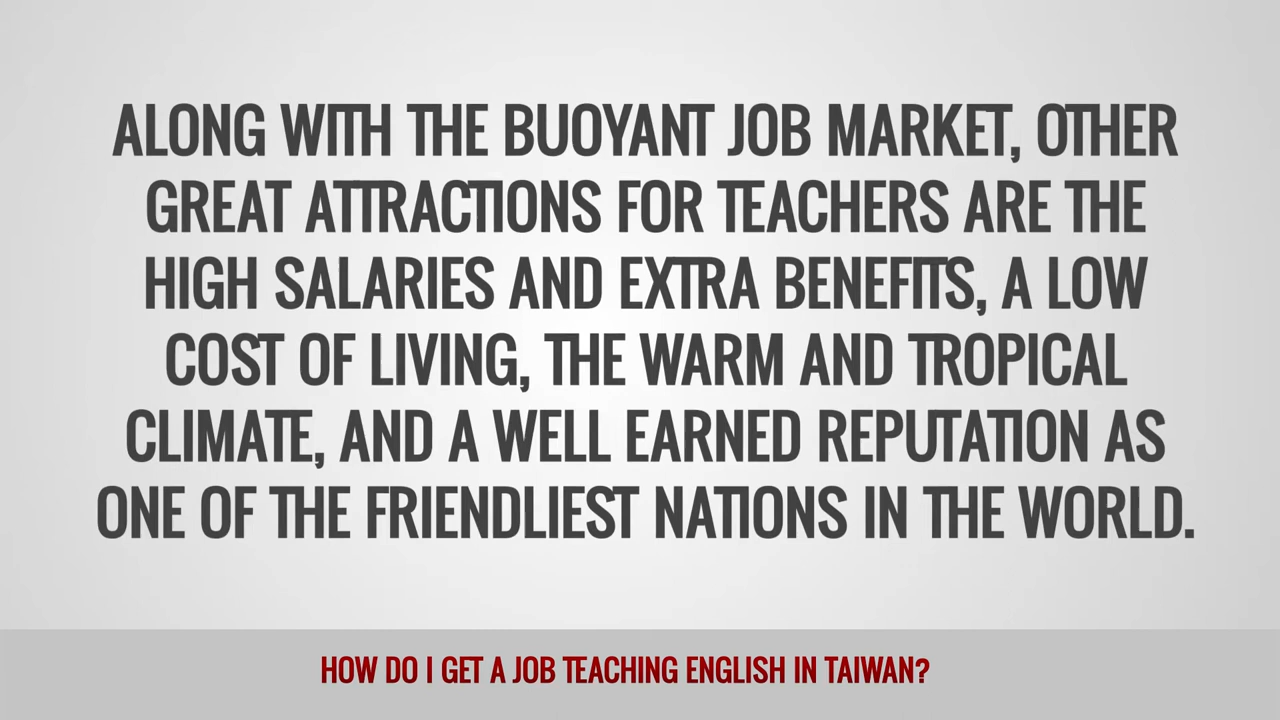 ALONG WITH THE BUOYANT JOB MARKET, OTHER
GREAT ATTRACTIONS FOR TEACHERS ARE THE
HIGH SALARIES AND EXTRA BENEFITS, A LOW
COST OF LIVING, THE WARM AND TROPICAL
CLIMATE, AND A WELL EARNED REPUTATION AS
ONE OF THE FRIENDLIEST NATIONS IN THE WORLD.
HOW DO I GET A JOB TEACHING ENGLISH IN TAIWAN?